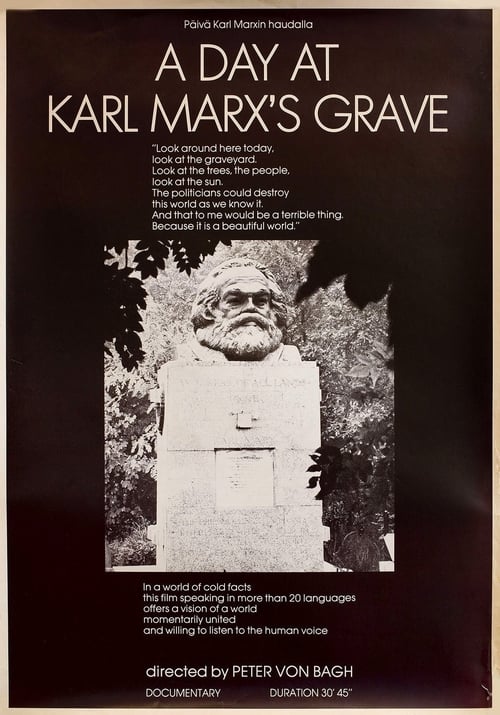 Päivä Karl Marxin haudalla
A DAY AT
KARL MARX'S GRAVE
"Look around here today,
look at the graveyard.
Look at the trees, the people,
look at the sun.
The politicians could destroy
this world as we know it.
And that to me would be a terrible thing.
Because it is a beautiful world."
In a world of cold facts
this film speaking in more than 20 languages
offers a vision of a world
momentarily united
and willing to listen to the human voice
directed by PETER VON BAGH
DOCUMENTARY DURATION 30' 45"